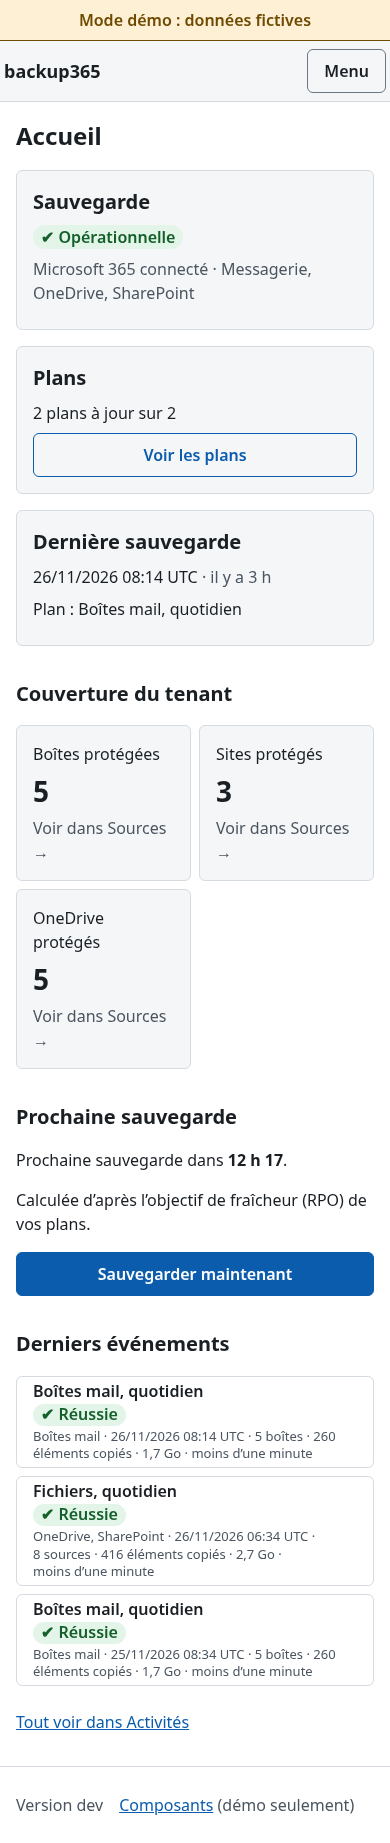 Mode démo : données fictives
backup365
Menu
Accueil
Sauvegarde
✔ Opérationnelle
Microsoft 365 connecté · Messagerie,
OneDrive, SharePoint
Plans
2 plans à jour sur 2
Voir les plans
Dernière sauvegarde
26/11/2026 08:14 UTC · il y a 3 h
Plan : Boîtes mail, quotidien
Couverture du tenant
Boîtes protégées
5
Voir dans Sources
→
Sites protégés
3
Voir dans Sources
→
OneDrive
protégés
5
Voir dans Sources
→
Prochaine sauvegarde
Prochaine sauvegarde dans 12 h 17.
Calculée d’après l’objectif de fraîcheur (RPO) de
vos plans.
Sauvegarder maintenant
Derniers événements
Boîtes mail, quotidien
✔ Réussie
Boîtes mail · 26/11/2026 08:14 UTC · 5 boîtes · 260
éléments copiés · 1,7 Go · moins d’une minute
Fichiers, quotidien
✔ Réussie
OneDrive, SharePoint · 26/11/2026 06:34 UTC ·
8 sources · 416 éléments copiés · 2,7 Go ·
moins d’une minute
Boîtes mail, quotidien
✔ Réussie
Boîtes mail · 25/11/2026 08:34 UTC · 5 boîtes · 260
éléments copiés · 1,7 Go · moins d’une minute
Tout voir dans Activités
Version dev Composants (démo seulement)